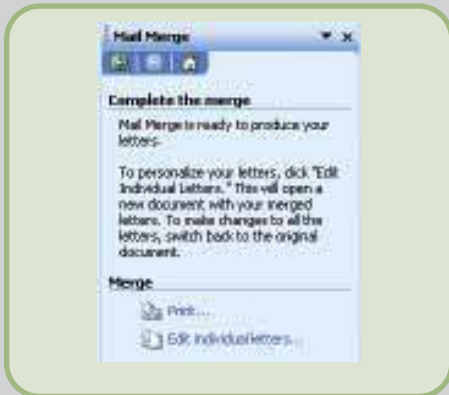 Mail Merge
Complete the merge
Mail Merge is ready to produce your
letters.
To personalize your letters, click "Edit
Individual Letters." This will open a
new document with your merged
letters. To make changes to all the
letters, switch back to the original
document.
Merge
Print...
Edit individual letters...